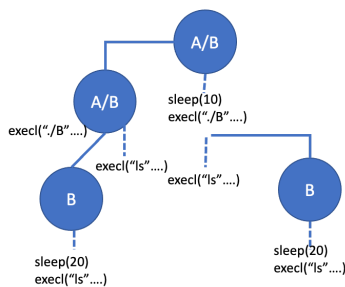 A/B
A/B
sleep(10)
execl("./B"....)
execl("./B"....)
execl("ls"....)
execl("ls"....)
B
B
sleep(20)
execl("ls"....)
sleep(20)
execl("ls"....)